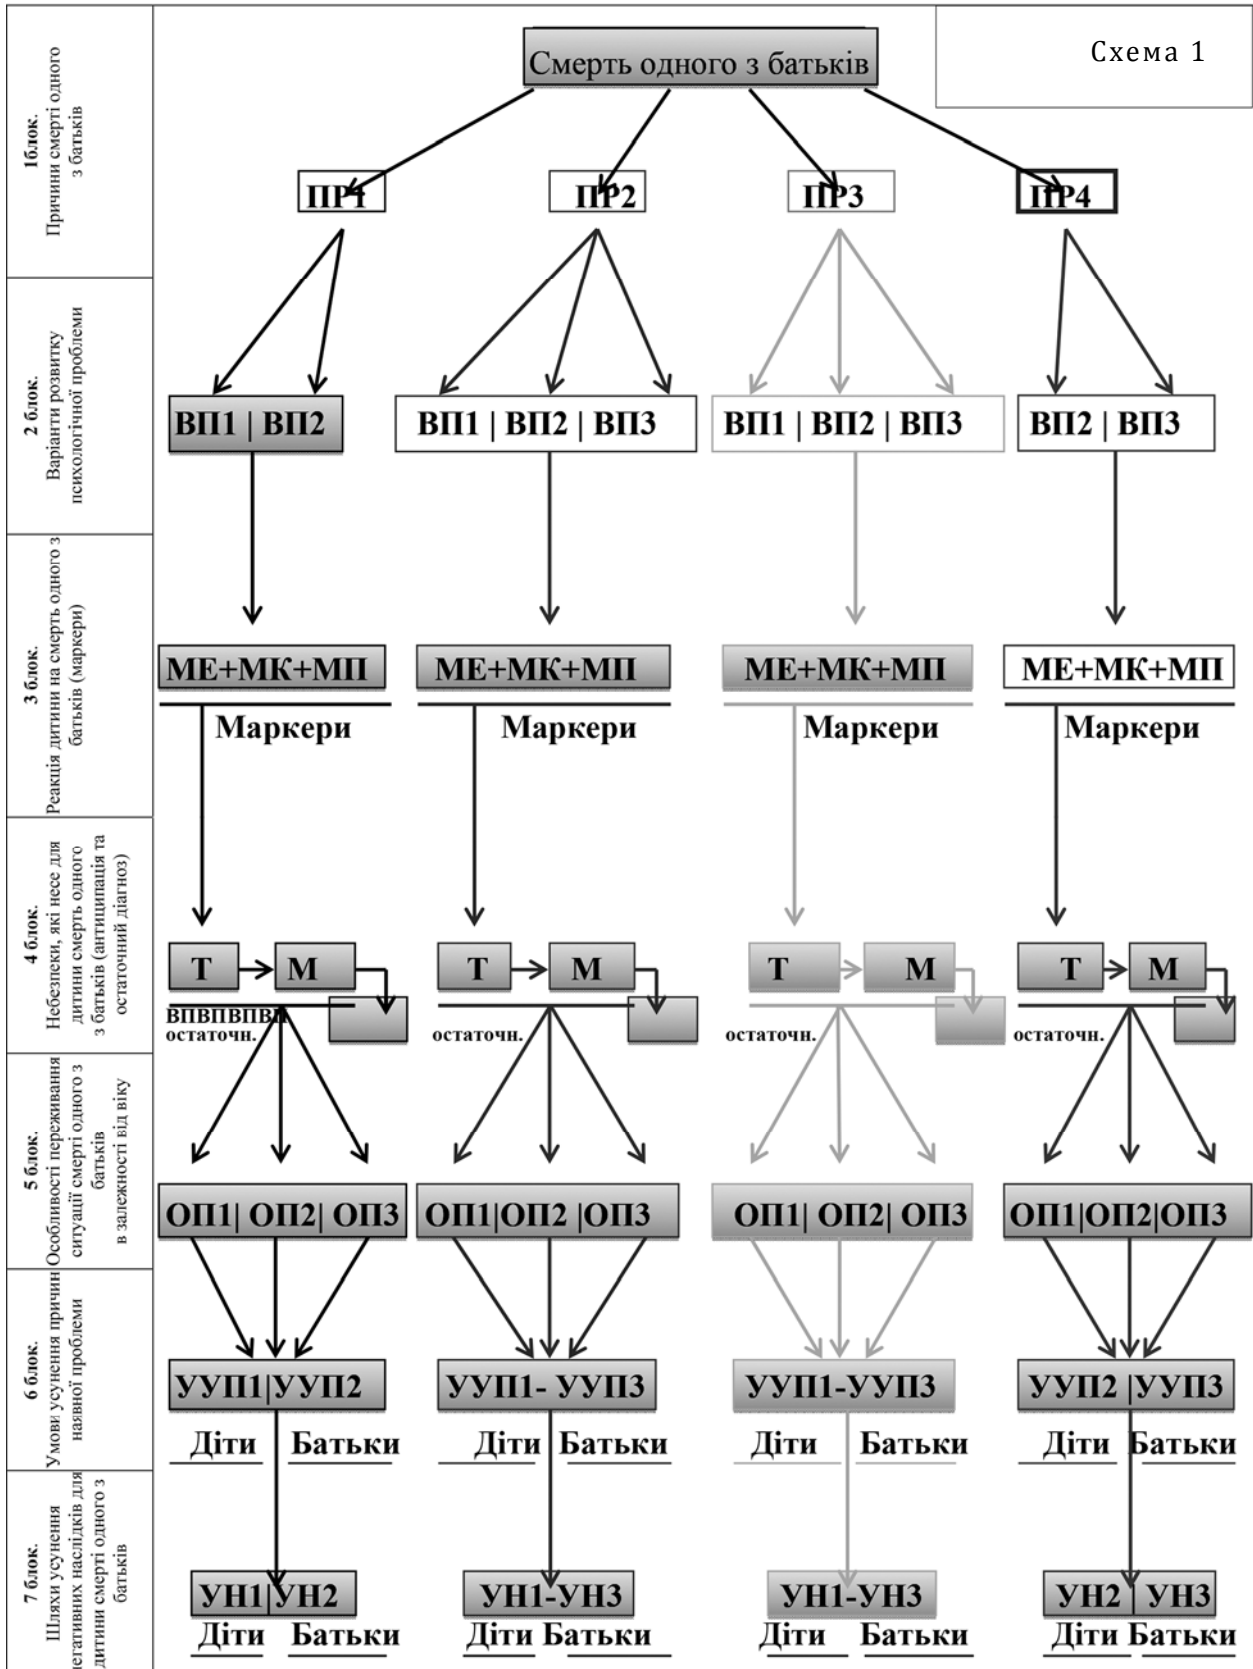 Схема 1
Смерть одного з батьків
1блок.
Причини смерті одного
з батьків
ПР1
ПР2
ПР3
ПР4
2 блок.
Варіанти розвитку
психологічної проблеми
ВП1 | ВП2
ВП1 | ВП2 | ВП3
ВП1 | ВП2 | ВП3
ВП2 | ВП3
3 блок.
Реакція дитини на смерть одного з
батьків (маркери)
МЕ+МК+МП
МЕ+МК+МП
МЕ+МК+МП
МЕ+МК+МП
Маркери
Маркери
Маркери
Маркери
4 блок.
Небезпеки, які несе для
дитини смерть одного
з батьків (антиципація та
остаточний діагноз)
Т
М
Т
М
Т
М
Т
М
ВПВПВПВП
остаточн.
остаточн.
остаточн.
остаточн.
5 блок.
Особливості переживання
ситуації смерті одного з
батьків
в залежності від віку
ОП1| ОП2| ОП3
ОП1|ОП2 |ОП3
ОП1| ОП2| ОП3
ОП1|ОП2|ОП3
6 блок.
Умови усунення причин
наявної проблеми
УУП1|УУП2
УУП1- УУП3
УУП1-УУП3
УУП2 |УУП3
Діти Батьки
Діти Батьки
Діти Батьки
Діти Батьки
7 блок.
Шляхи усунення
негативних наслідків для
дитини смерті одного з
батьків
УН1|УН2
УН1-УН3
УН1-УН3
УН2 | УН3
Діти Батьки
Діти Батьки
Діти Батьки
Діти Батьки